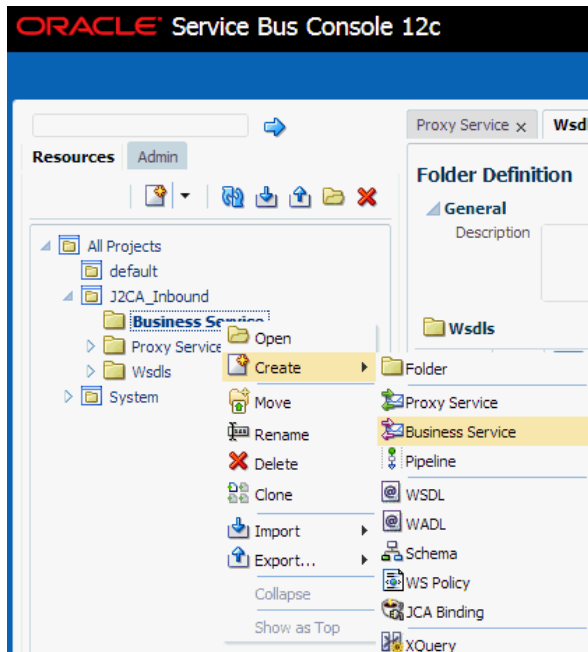 ORACLE Service Bus Console 12c
Proxy Service x
Wsdl
Resources
Admin
Folder Definition
General
Description
All Projects
default
J2CA_Inbound
Business Service
Proxy Service
Wsdls
System
Wsdls
Open
Create
Move
Rename
Delete
Clone
Import
Export...
Collapse
Show as Top
Folder
Proxy Service
Business Service
Pipeline
WSDL
WADL
Schema
WS Policy
JCA Binding
XQuery